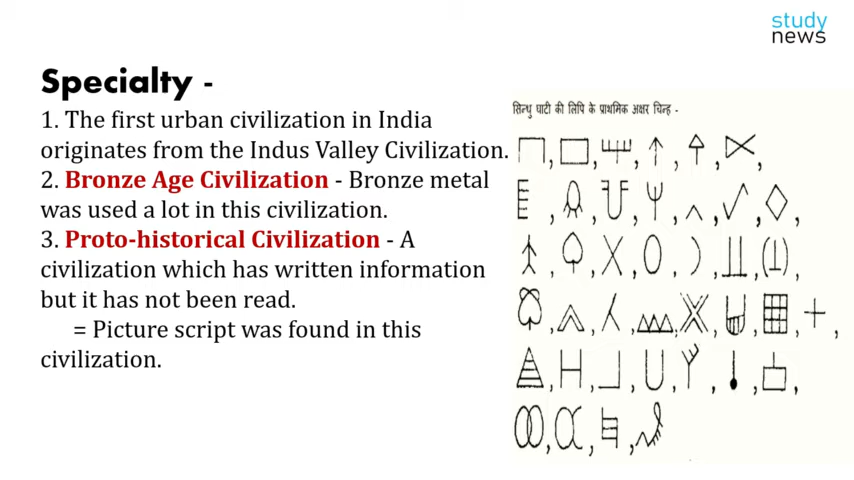 study
news
Specialty -
1. The first urban civilization in India
originates from the Indus Valley Civilization.
2. Bronze Age Civilization - Bronze metal
was used a lot in this civilization.
3. Proto-historical Civilization - A
civilization which has written information
but it has not been read.
= Picture script was found in this
civilization.
सिन्धु घाटी की लिपि के प्राथमिक अक्षर चिन्ह -